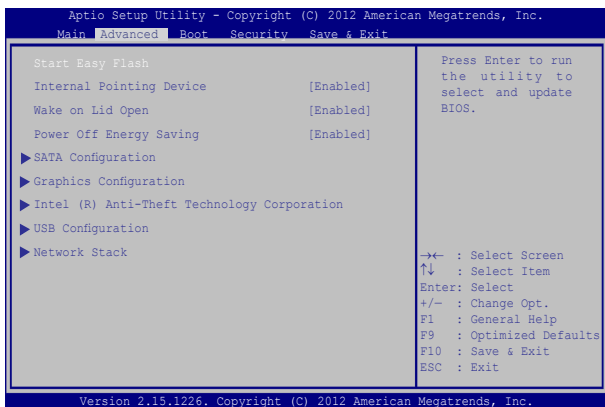 Aptio Setup Utility - Copyright (C) 2012 American Megatrends, Inc.
Main Advanced Boot Security Save & Exit
Start Easy Flash
Internal Pointing Device [Enabled]
Wake on Lid Open [Enabled]
Power Off Energy Saving [Enabled]
SATA Configuration
Graphics Configuration
Intel (R) Anti-Theft Technology Corporation
USB Configuration
Network Stack
Press Enter to run
the utility to
select and update
BIOS.
→← : Select Screen
↑↓ : Select Item
Enter: Select
+/— : Change Opt.
F1 : General Help
F9 : Optimized Defaults
F10 : Save & Exit
ESC : Exit
Version 2.15.1226. Copyright (C) 2012 American Megatrends, Inc.